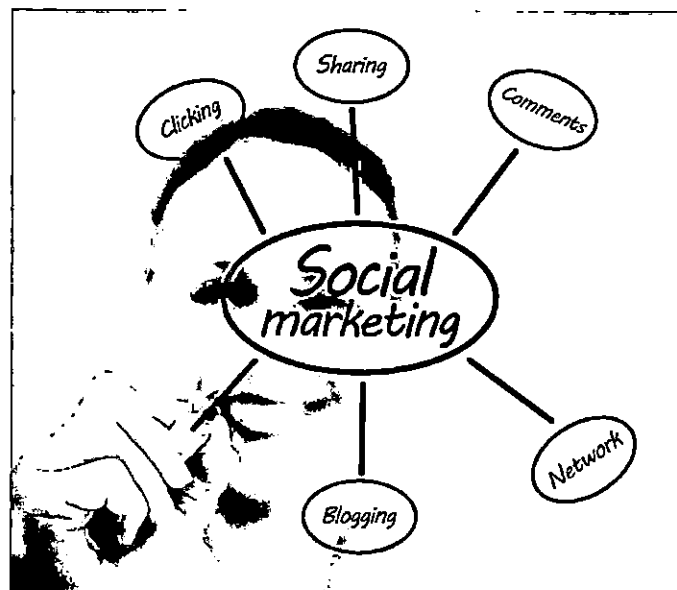 Sharing
Clicking
Comments
Social
marketing
Network
Blogging